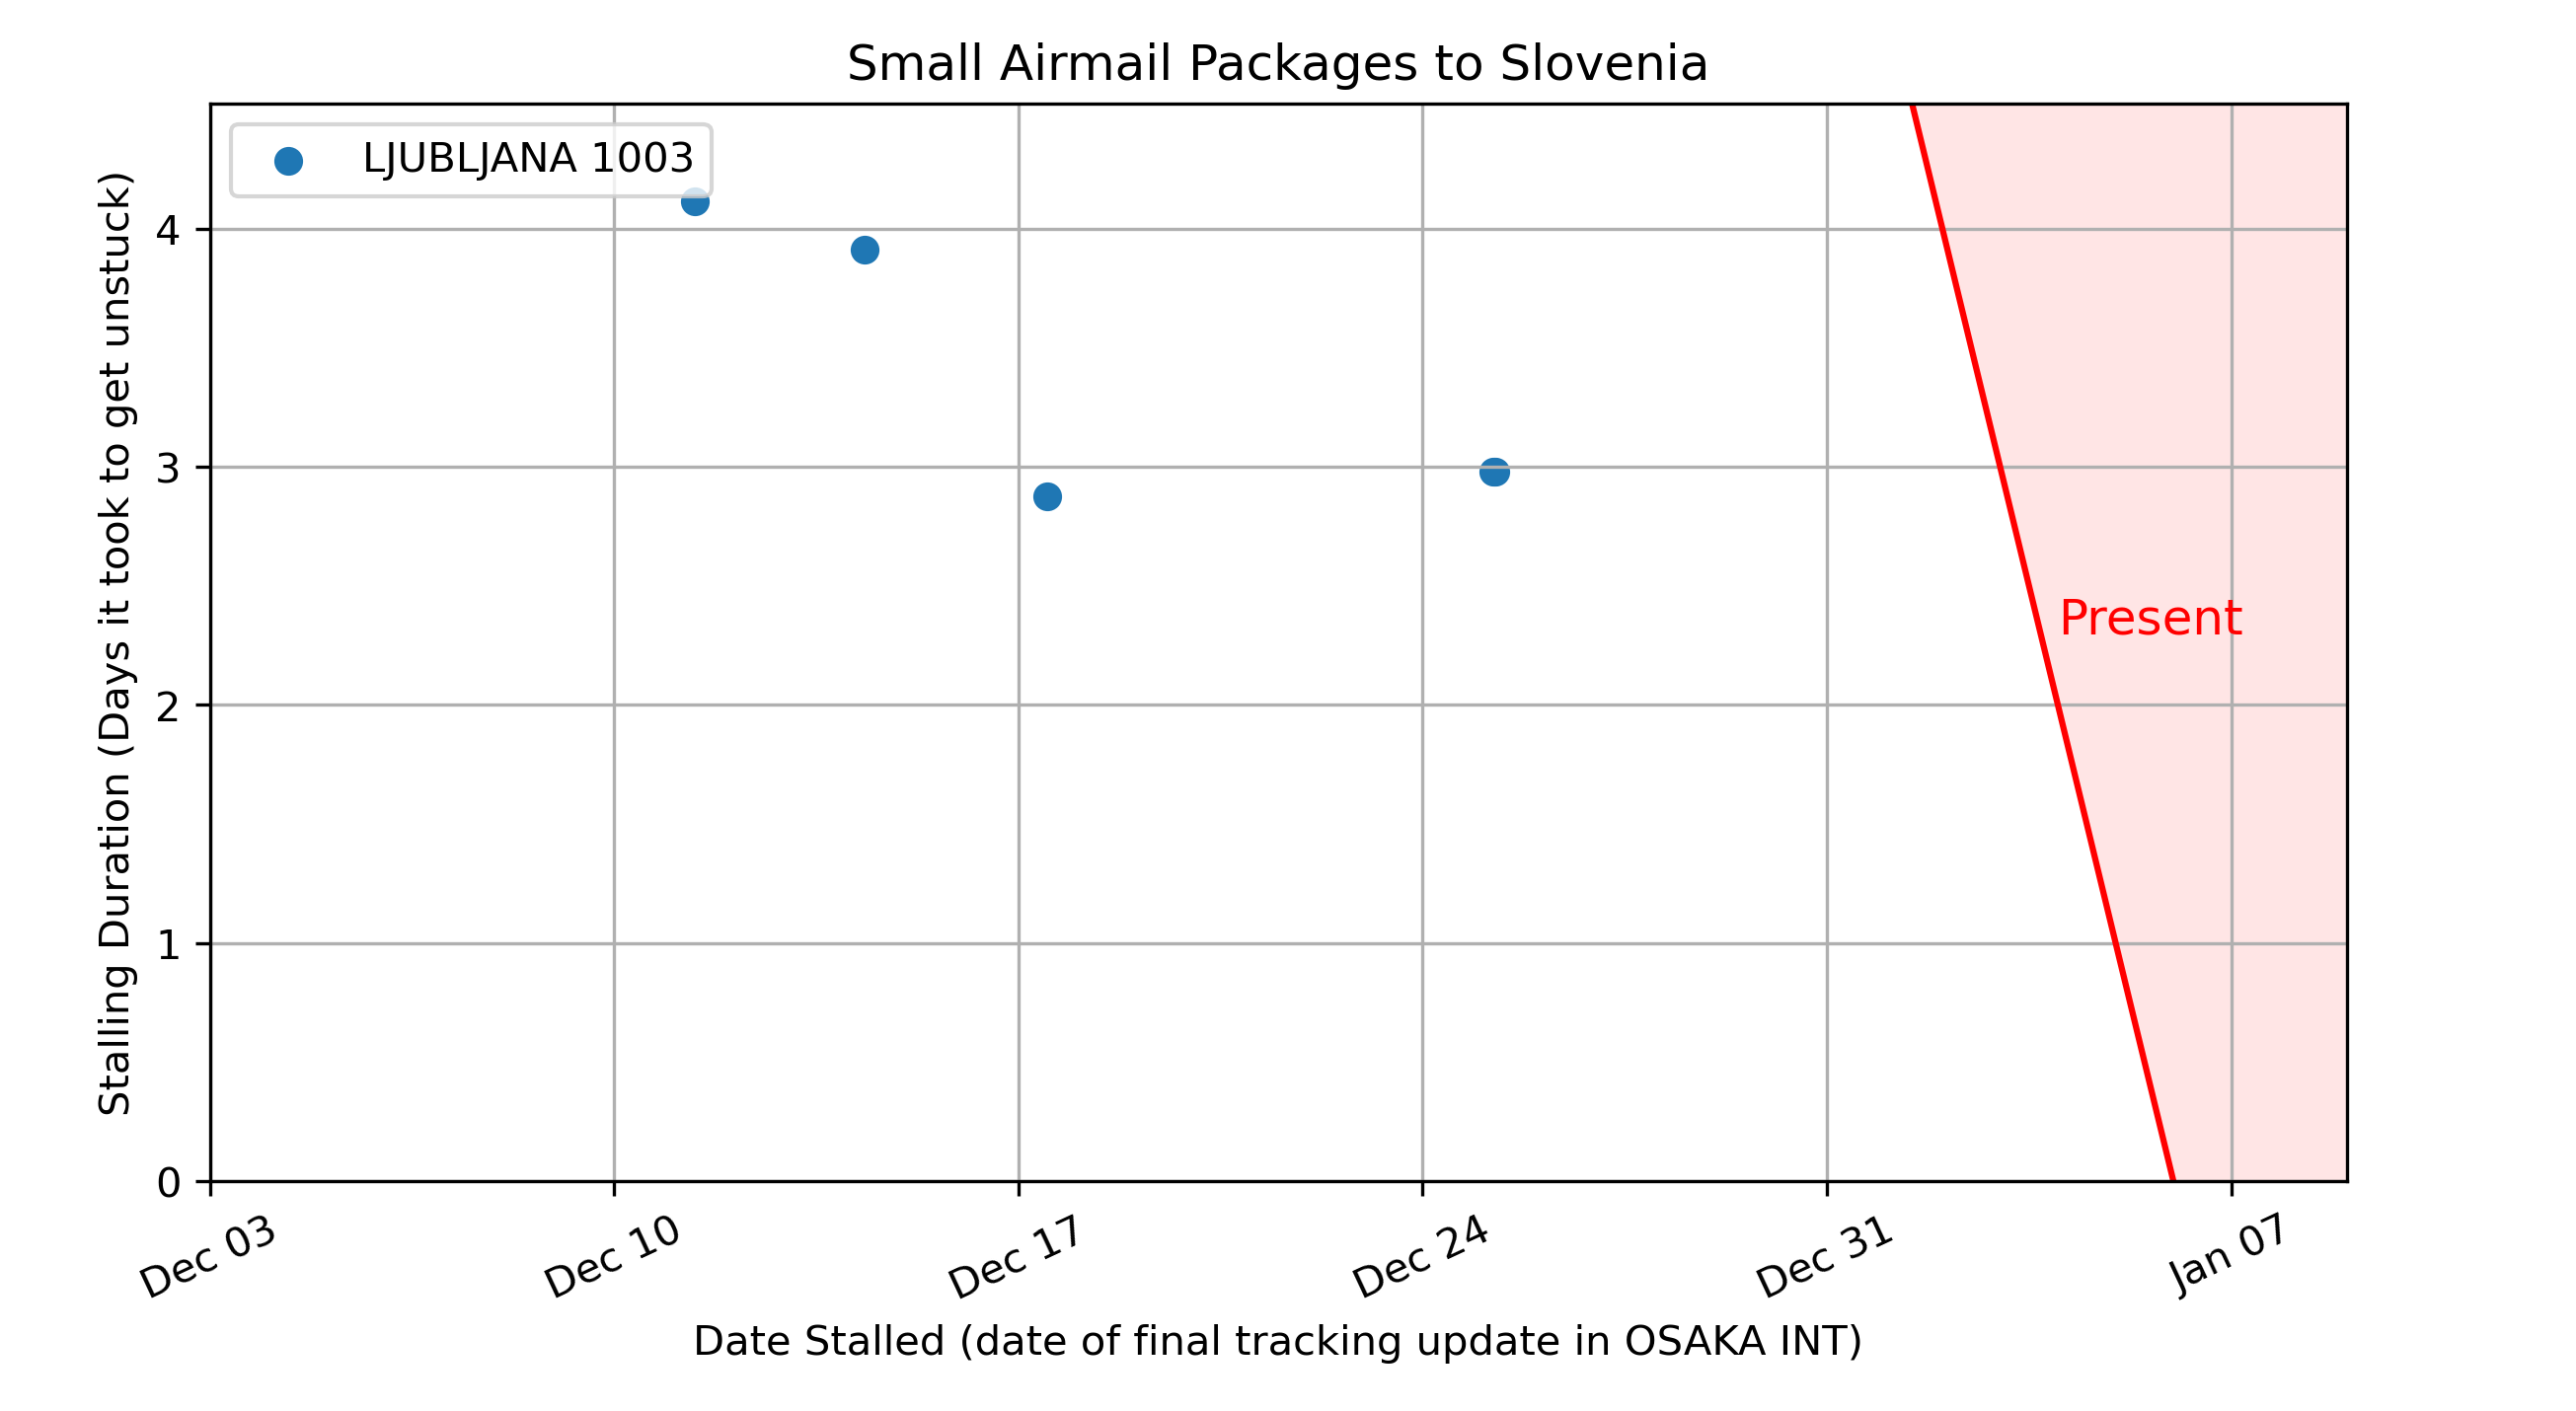 Small Airmail Packages to Slovenia
LJUBLJANA 1003
Stalling Duration (Days it took to get unstuck)
4
3
2
1
0
Present
Dec 03
Dec 10
Dec 17
Dec 24
Dec 31
Jan 07
Date Stalled (date of final tracking update in OSAKA INT)